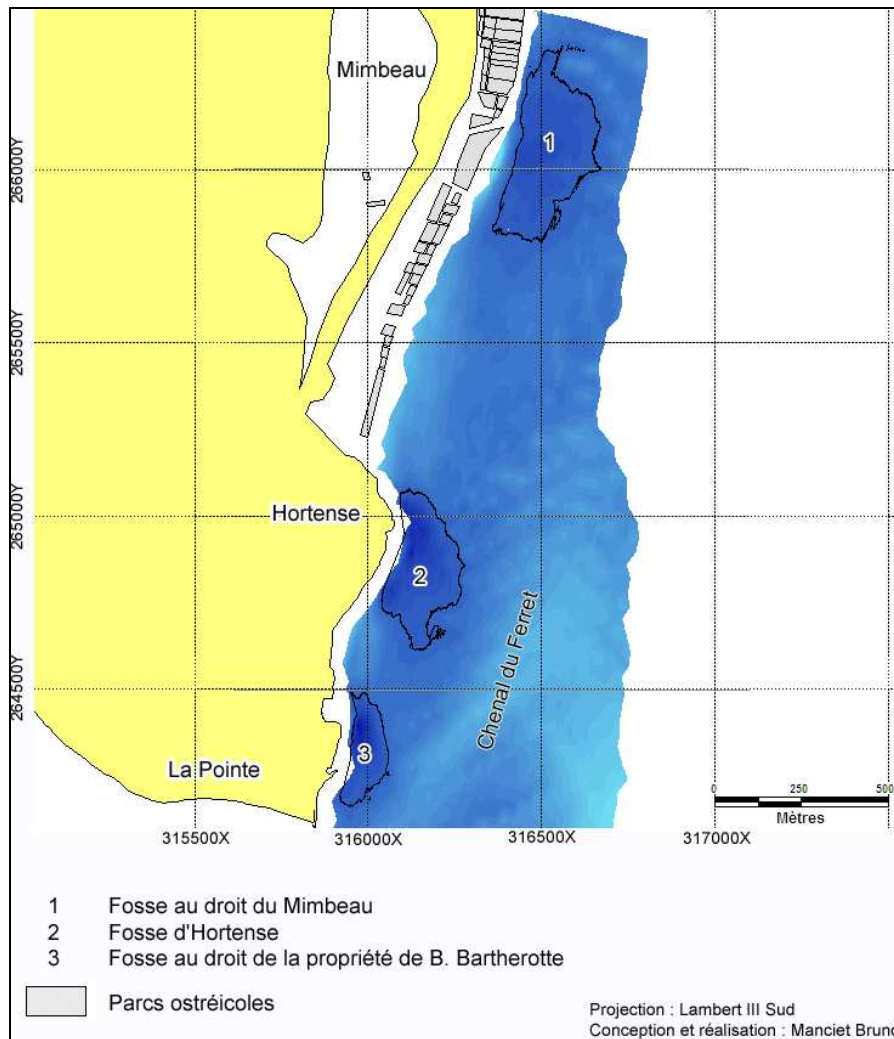 Mimbeau
1
266000Y
265500Y
Hortense
265000Y
2
Chenal du Ferret
264500Y
3
La Pointe
0 250 500
Mètres
315500X 316000X 316500X 317000X
1 Fosse au droit du Mimbeau
2 Fosse d'Hortense
3 Fosse au droit de la propriété de B. Bartherotte
Parcs ostréicoles
Projection : Lambert III Sud
Conception et réalisation : Manciet Bruno